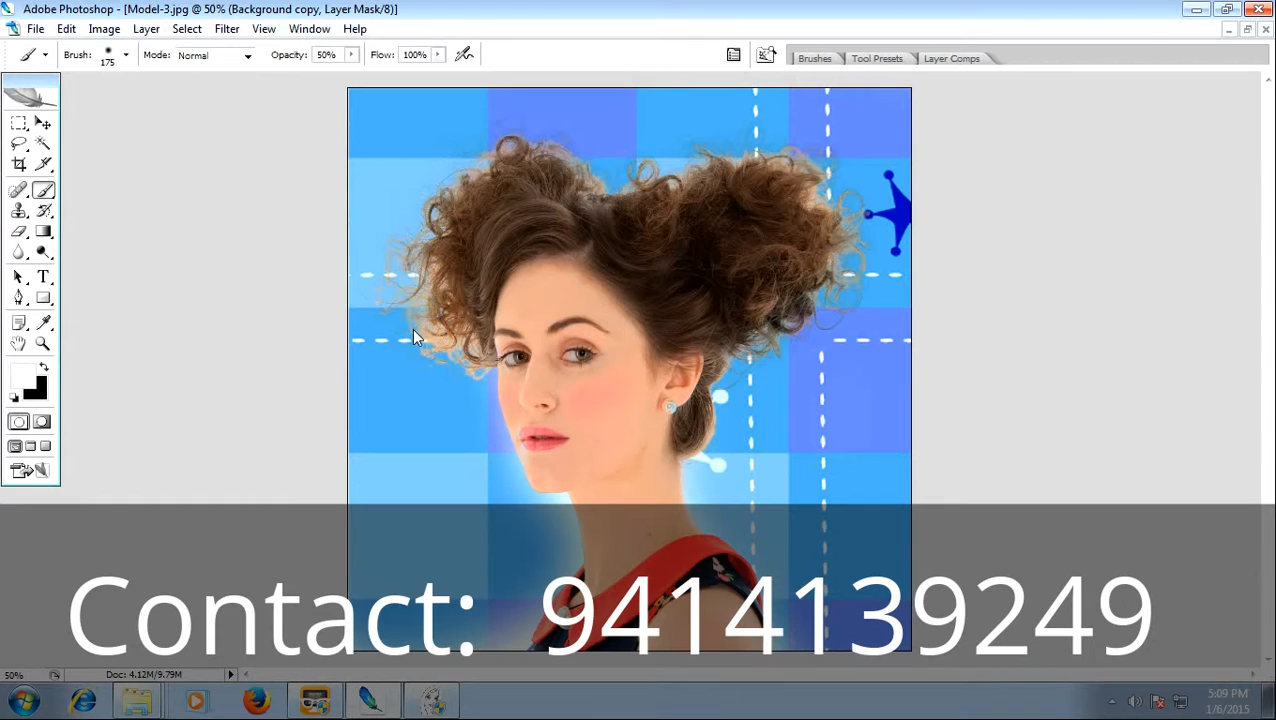 Adobe Photoshop - [Model-3.jpg @ 50% (Background copy, Layer Mask/8)]
File Edit Image Layer Select Filter View Window Help
Brush: 175 Mode: Normal Opacity: 50% Flow: 100% Brushes Tool Presets Layer Comps
Contact: 9414139249
50% Doc: 4.12M/9.79M
5:09 PM
1/6/2015